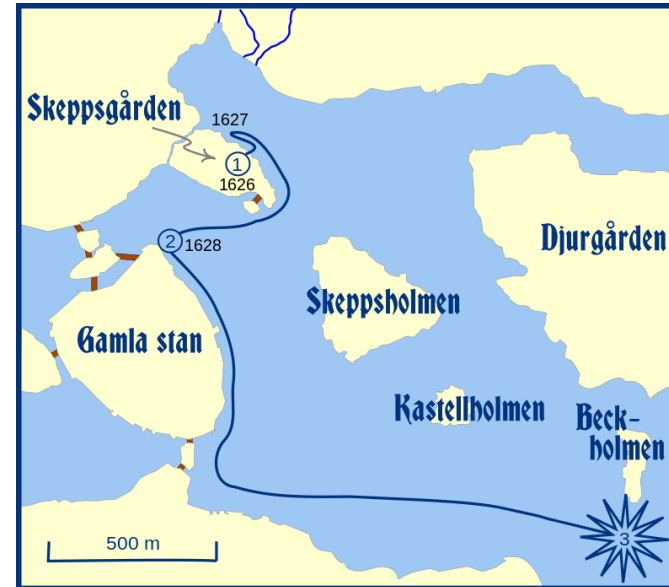 1627
Skeppsgården
1
1626
2
1628
Djurgården
Skeppsholmen
Gamla stan
Kastellholmen
Beck-
holmen
3
500 m